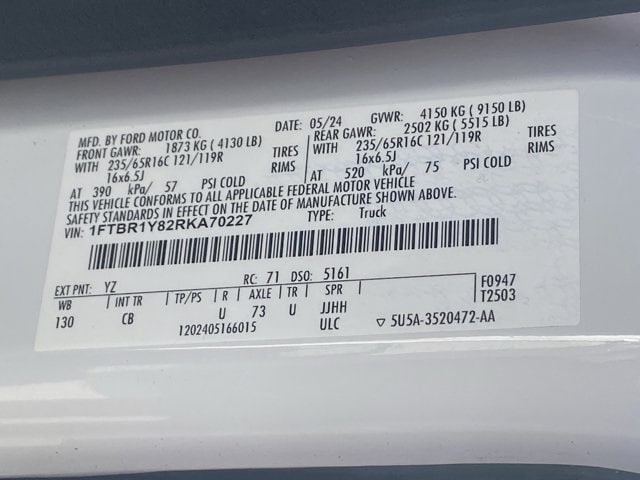 MFD. BY FORD MOTOR CO. DATE: 05/24 GVWR: 4150 KG ( 9150 LB)
FRONT GAWR: 1873 KG ( 4130 LB) REAR GAWR: 2502 KG ( 5515 LB)
WITH 235/65R16C 121/119R TIRES WITH 235/65R16C 121/119R TIRES
16x6.5J RIMS 16x6.5J RIMS
AT 390 kPa/ 57 PSI COLD AT 520 kPa/ 75 PSI COLD
THIS VEHICLE CONFORMS TO ALL APPLICABLE FEDERAL MOTOR VEHICLE
SAFETY STANDARDS IN EFFECT ON THE DATE OF MANUFACTURE SHOWN ABOVE.
VIN: 1FTBR1Y82RKA70227 TYPE: Truck
EXT PNT: YZ RC: 71 DSO: 5161 F0947
WB INT TR TP/PS R AXLE TR SPR T2503
130 CB U 73 U JJHH
1202405166015 ULC ▽ 5U5A-3520472-AA